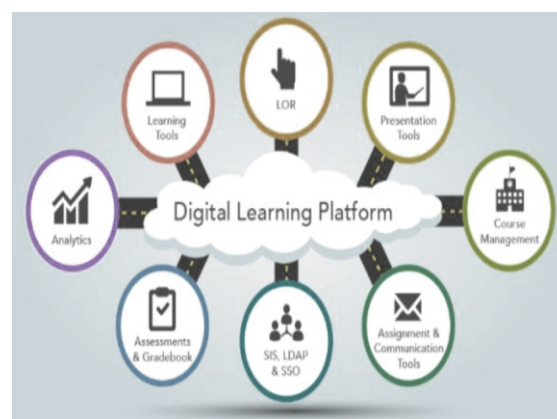 LOR
Learning
Tools
Presentation
Tools
Analytics
Digital Learning Platform
Course
Management
Assessments
& Gradebook
SIS, LDAP
& SSO
Assignment &
Communication
Tools